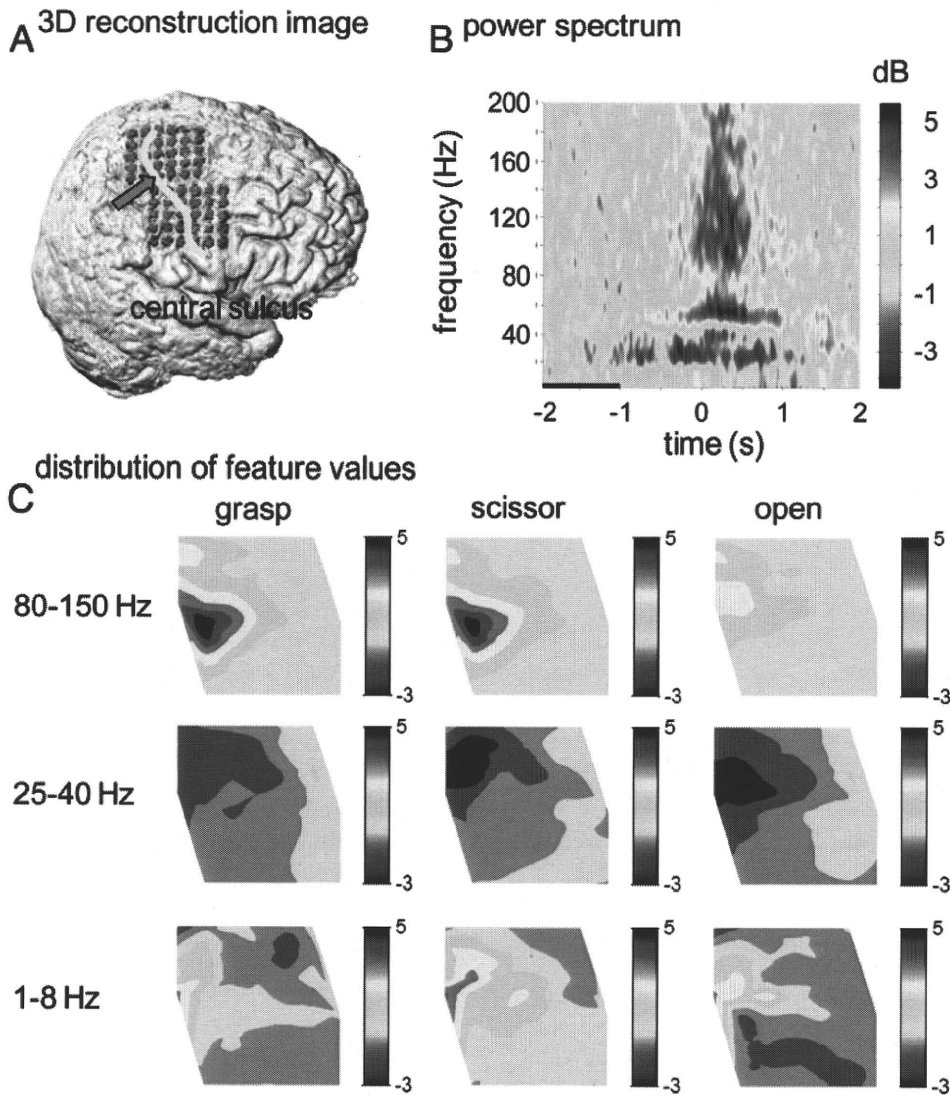 A 3D reconstruction image
central sulcus
B power spectrum
dB
5
3
1
-1
-3
frequency (Hz)
200
160
120
80
40
-2 -1 0 1 2
time (s)
C distribution of feature values
grasp scissor open
80-150 Hz
5 5 5
-3 -3 -3
25-40 Hz
5 5 5
-3 -3 -3
1-8 Hz
5 5 5
-3 -3 -3